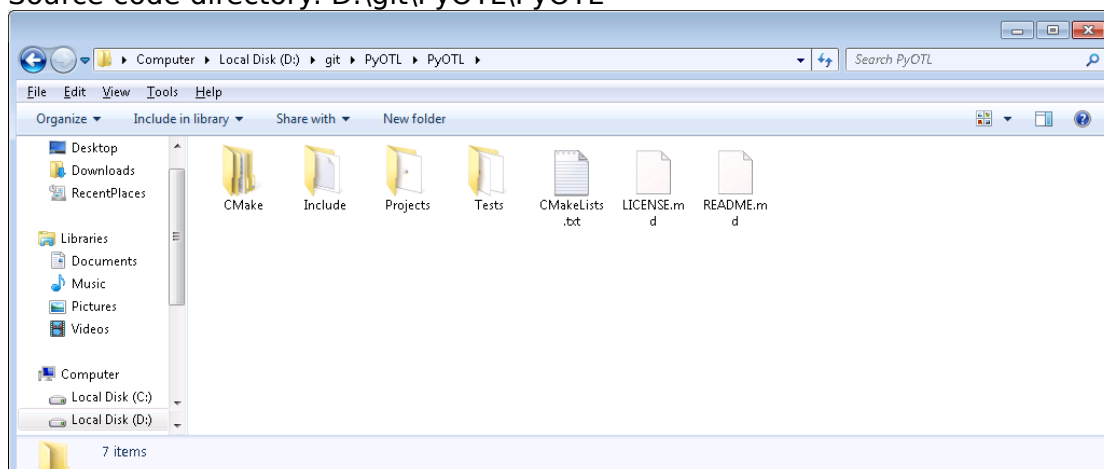 Source code directory: D:\git\PyOTL\PyOTL
Computer Local Disk (D:) git PyOTL PyOTL Search PyOTL
File Edit View Tools Help
Organize Include in library Share with New folder
Desktop
Downloads
RecentPlaces
Libraries
Documents
Music
Pictures
Videos
Computer
Local Disk (C:)
Local Disk (D:)
CMake Include Projects Tests CMakeLists LICENSE.m README.m
.txt d d
7 items